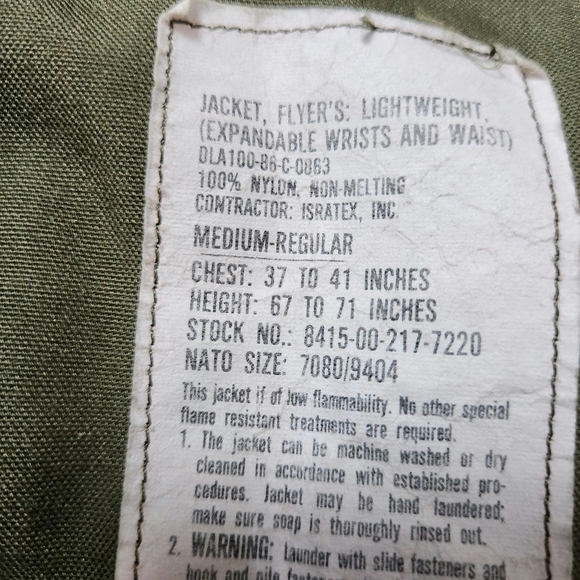 JACKET, FLYER'S: LIGHTWEIGHT,
(EXPANDABLE WRISTS AND WAIST)
DLA100-86-C-0863
100% NYLON, NON-MELTING
CONTRACTOR: ISRATEX, INC.
MEDIUM-REGULAR
CHEST: 37 TO 41 INCHES
HEIGHT: 67 TO 71 INCHES
STOCK NO.: 8415-00-217-7220
NATO SIZE: 7080/9404
This jacket if of low flammability. No other special
flame resistant treatments are required.
1. The jacket can be machine washed or dry
cleaned in accordance with established pro-
cedures. Jacket may be hand laundered;
make sure soap is thoroughly rinsed out.
2. WARNING: Launder with slide fasteners and
hook and pile